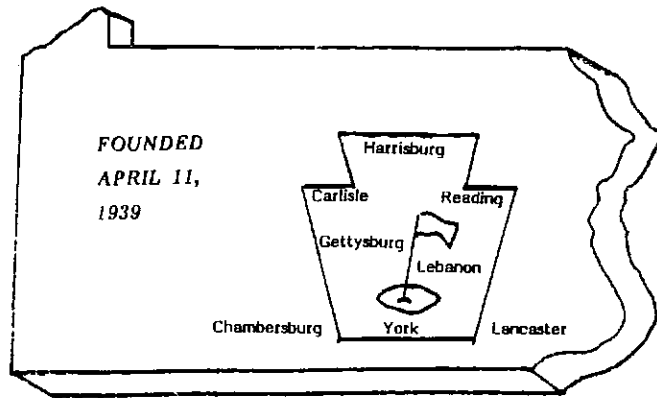 FOUNDED
APRIL 11,
1939
Harrisburg
Carlisle Reading
Gettysburg
Lebanon
Chambersburg York Lancaster